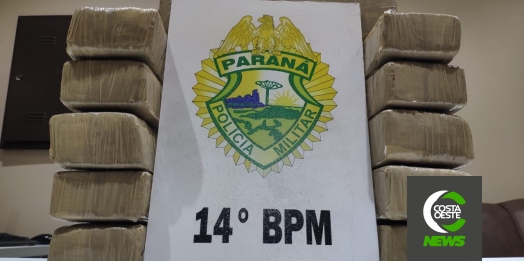 PARANÁ
POLÍCIA MILITAR
14° BPM
COSTA
OESTE
NEWS